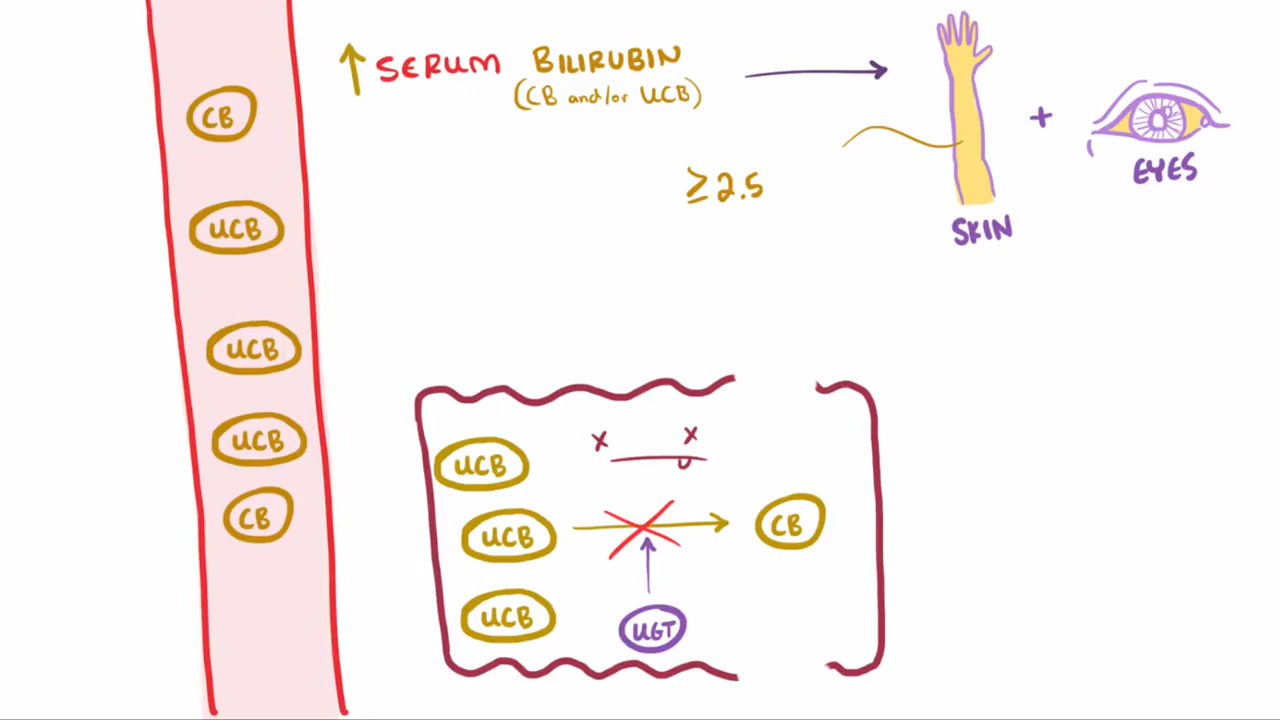 ↑ SERUM BILIRUBIN
(CB and/or UCB)
≥2.5
SKIN
+
EYES
CB
UCB
UCB
UCB
CB
UCB
x x
UCB
CB
UCB
UGT